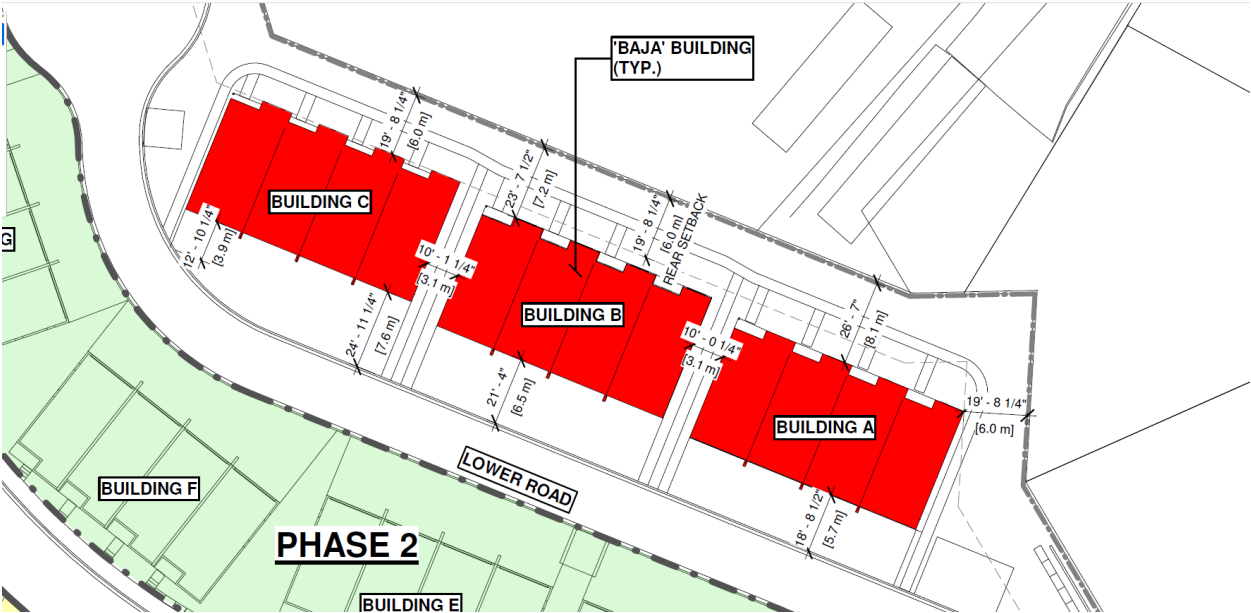 'BAJA' BUILDING
(TYP.)
19' - 8 1/4"
[6.0 m]
23' - 7 1/2"
[7.2 m]
BUILDING C
19' - 8 1/4"
[6.0 m]
REAR SETBACK
12' - 10 1/4"
[3.9 m]
G
10' - 1 1/4"
[3.1 m]
24' - 11 1/4"
[7.6 m]
BUILDING B
26' - 7"
[8.1 m]
10' - 0 1/4"
[3.1 m]
21' - 4"
[6.5 m]
19' - 8 1/4"
[6.0 m]
BUILDING A
LOWER ROAD
BUILDING F
18' - 8 1/2"
[5.7 m]
PHASE 2
BUILDING E